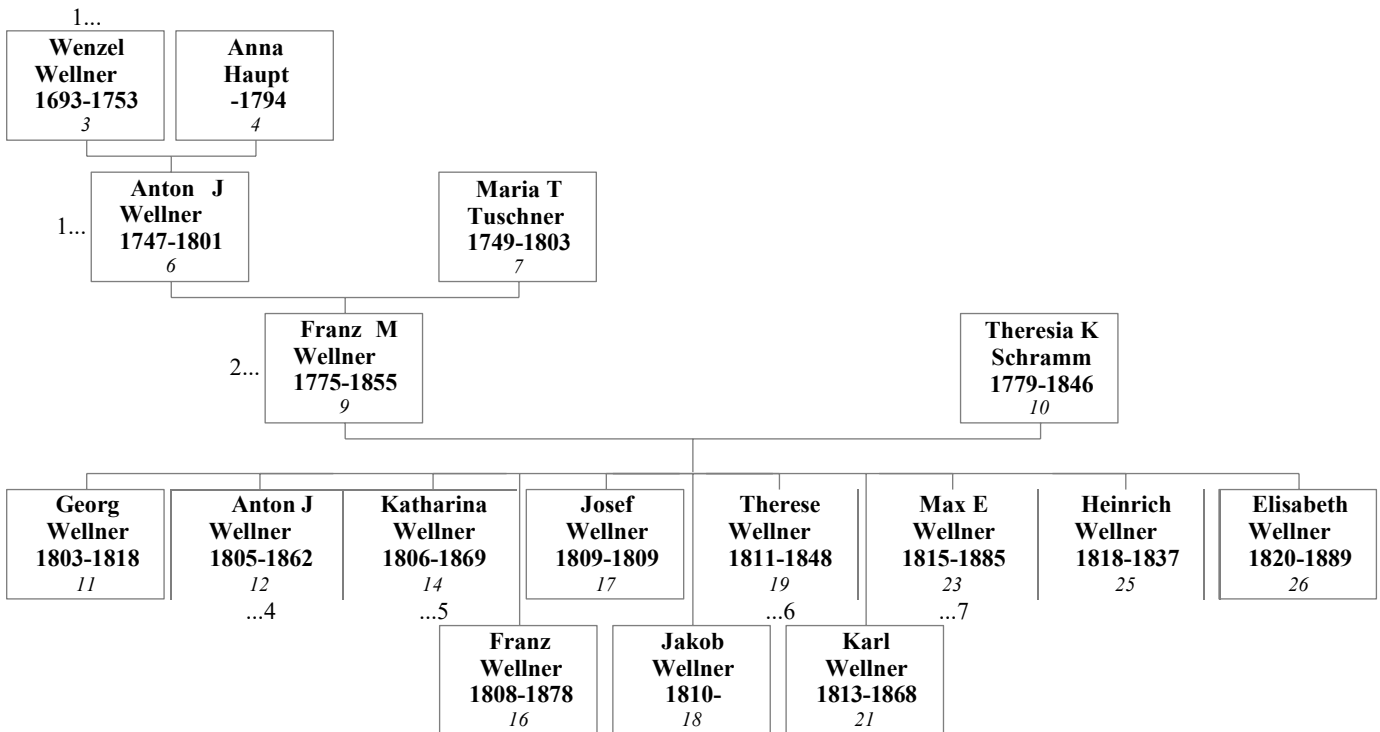 1...
Wenzel
Wellner
1693-1753
3
Anna
Haupt
-1794
4
1...
Anton J
Wellner
1747-1801
6
Maria T
Tuschner
1749-1803
7
2...
Franz M
Wellner
1775-1855
9
Theresia K
Schramm
1779-1846
10
Georg
Wellner
1803-1818
11
Anton J
Wellner
1805-1862
12
...4
Katharina
Wellner
1806-1869
14
...5
Josef
Wellner
1809-1809
17
Therese
Wellner
1811-1848
19
...6
Max E
Wellner
1815-1885
23
...7
Heinrich
Wellner
1818-1837
25
Elisabeth
Wellner
1820-1889
26
Franz
Wellner
1808-1878
16
Jakob
Wellner
1810-
18
Karl
Wellner
1813-1868
21